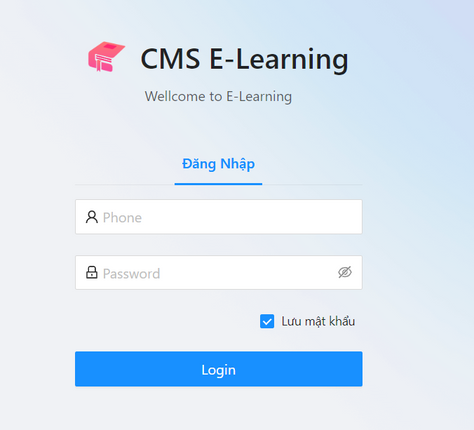 CMS E-Learning
Wellcome to E-Learning
Đăng Nhập
Phone
Password
Lưu mật khẩu
Login